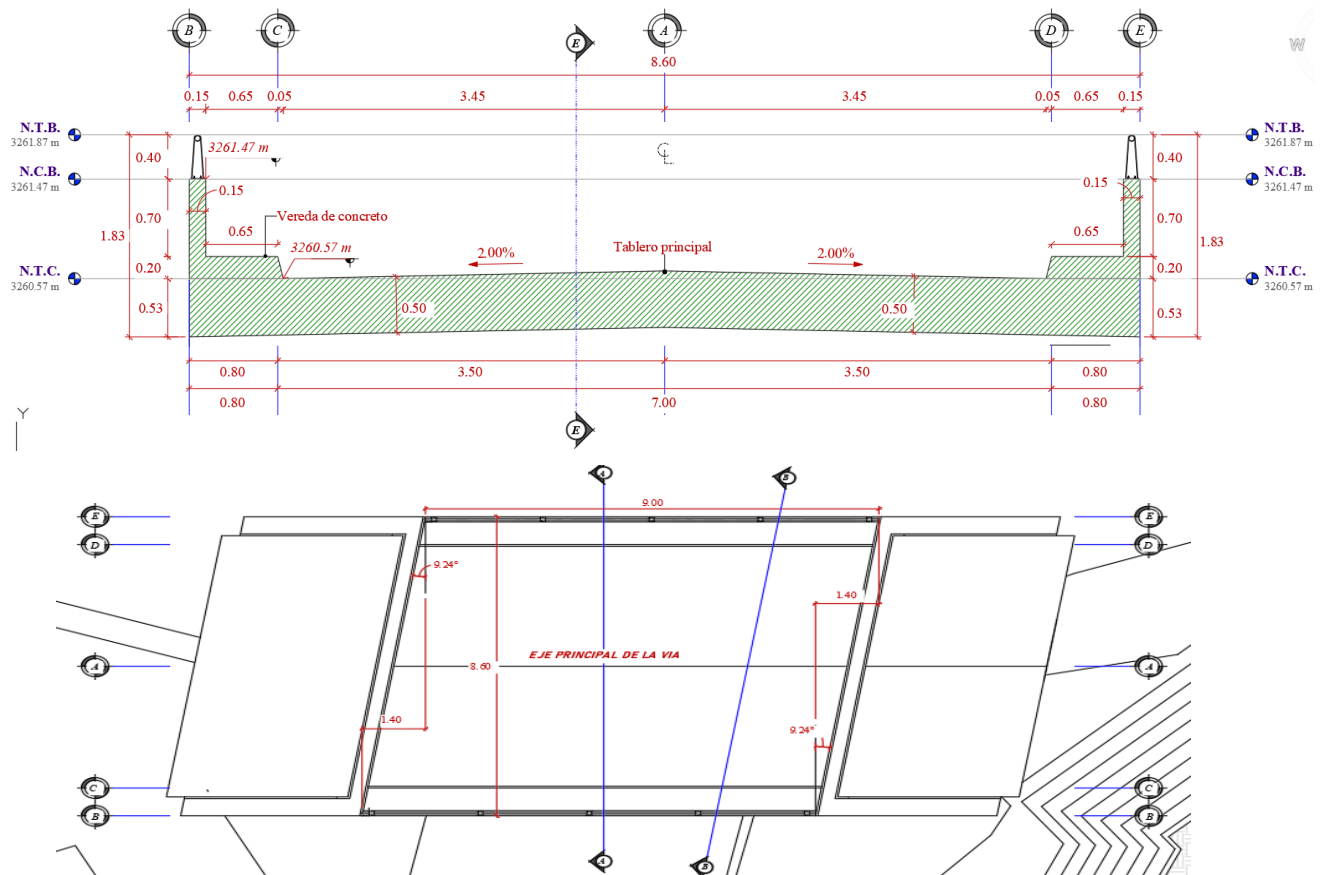 B C E A D E
W
8.60
0.15 0.65 0.05 3.45 3.45 0.05 0.65 0.15
N.T.B. N.T.B.
3261.87 m 3261.87 m
0.40 3261.47 m C L 0.40
N.C.B. N.C.B.
3261.47 m 3261.47 m
0.15 0.15
0.70 Vereda de concreto 0.70
1.83 0.65 0.65 1.83
3260.57 m 2.00% Tablero principal 2.00%
0.20 0.20
N.T.C. N.T.C.
3260.57 m 3260.57 m
0.53 0.50 0.50 0.53
0.80 3.50 3.50 0.80
0.80 7.00 0.80
Y
E
A B
9.00
E E
D D
9.24°
1.40
EJE PRINCIPAL DE LA VIA
A 8.60 A
1.40
9.24°
C C
B B
A B